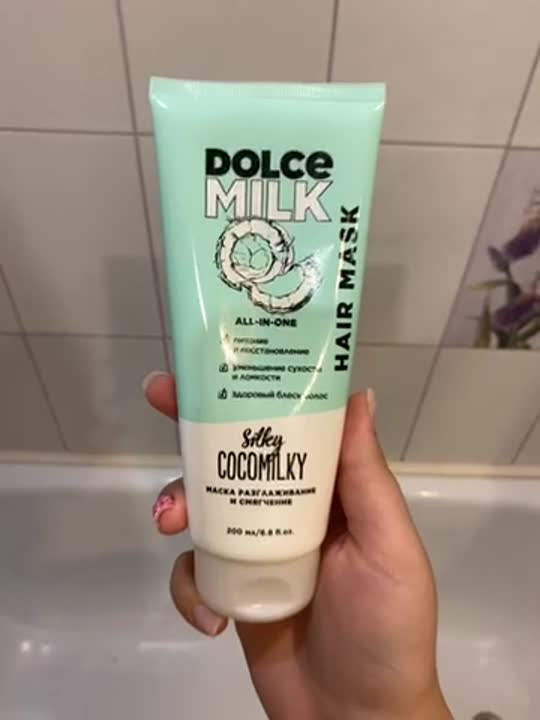 DOLCE
MILK
HAIR MASK
ALL-IN-ONE
питание
и восстановление
уменьшение сухости
и ломкости
здоровый блеск волос
Silky
COCOMILKY
МАСКА РАЗГЛАЖИВАНИЕ
И СМЯГЧЕНИЕ
200 мл/6.8 fl.oz.